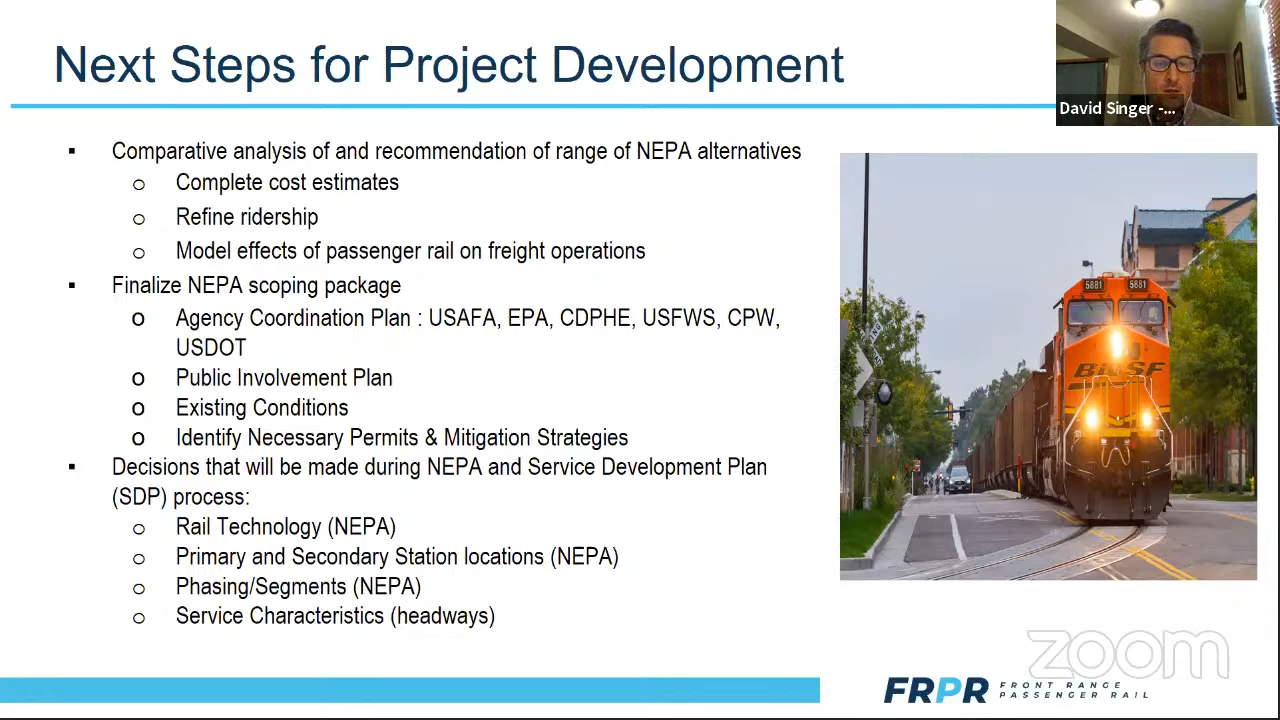 Next Steps for Project Development
David Singer -...
▪ Comparative analysis of and recommendation of range of NEPA alternatives
o Complete cost estimates
o Refine ridership
o Model effects of passenger rail on freight operations
▪ Finalize NEPA scoping package
o Agency Coordination Plan : USAFA, EPA, CDPHE, USFWS, CPW,
USDOT
o Public Involvement Plan
o Existing Conditions
o Identify Necessary Permits & Mitigation Strategies
▪ Decisions that will be made during NEPA and Service Development Plan
(SDP) process:
o Rail Technology (NEPA)
o Primary and Secondary Station locations (NEPA)
o Phasing/Segments (NEPA)
o Service Characteristics (headways)
5881 5881
BNSF
zoom
FRPR
FRONT RANGE
PASSENGER RAIL